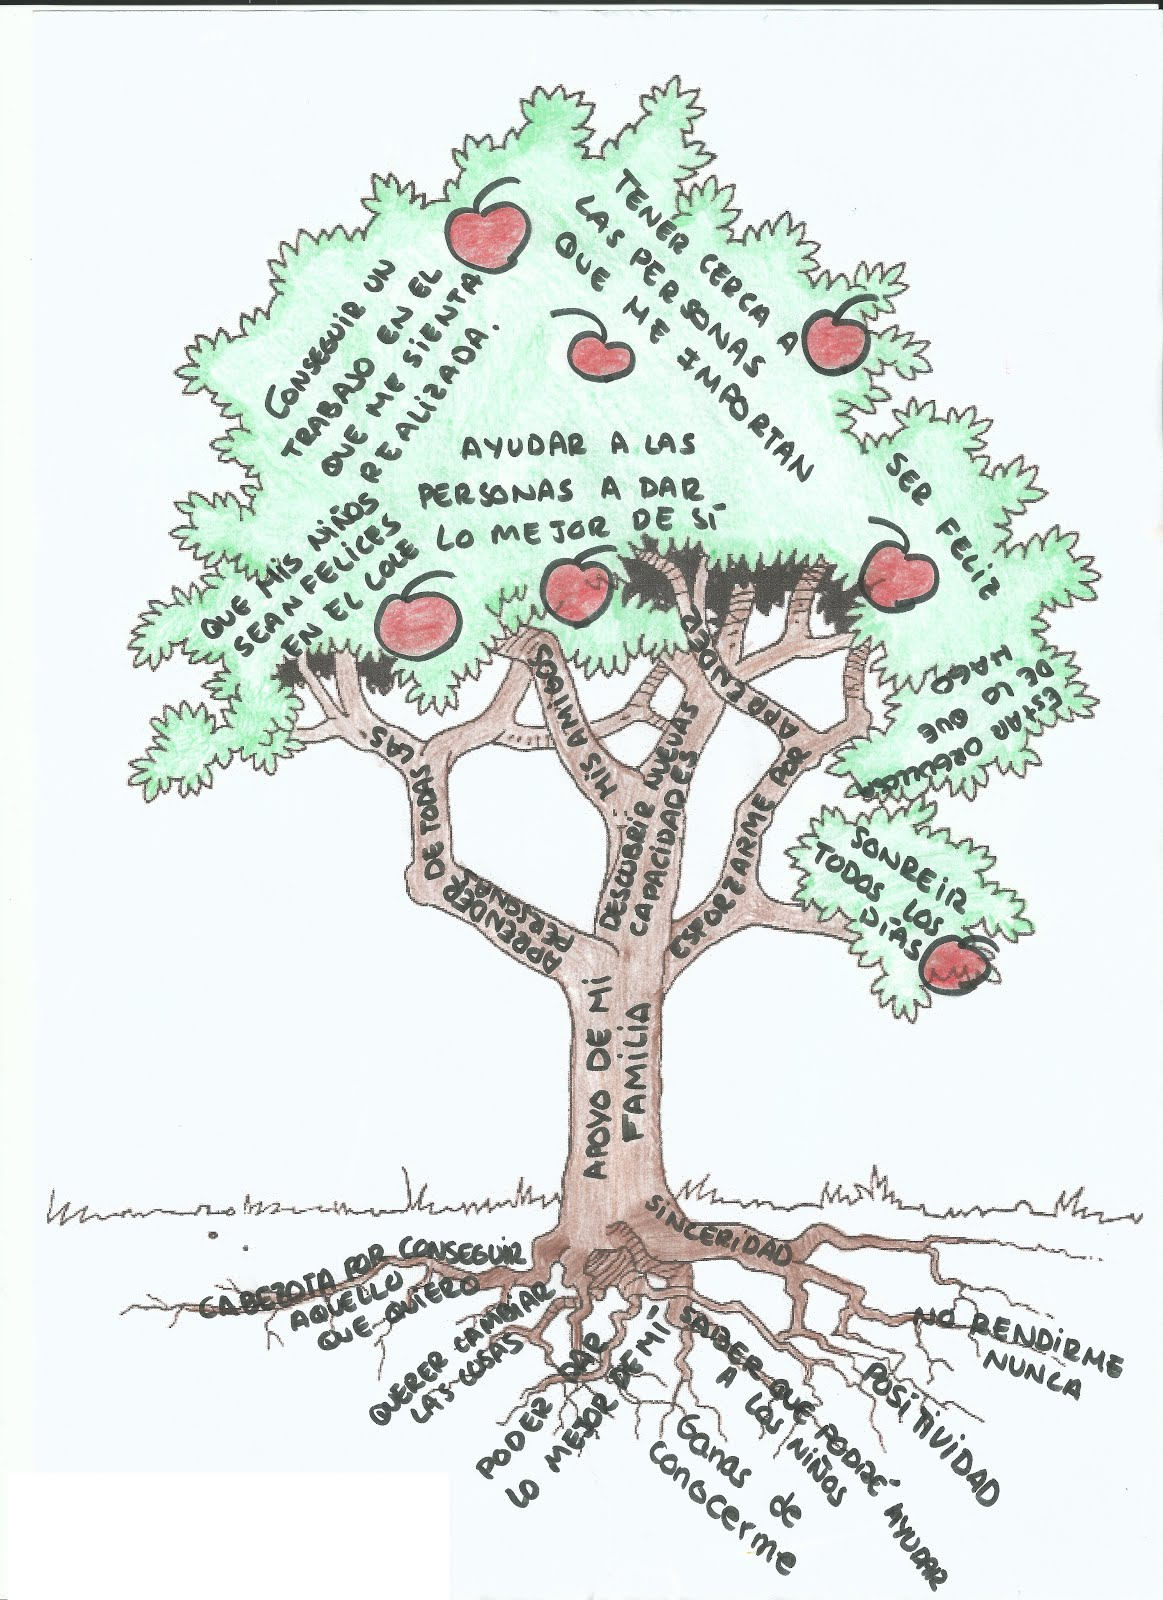 TENER CERCA A
LAS PERSONAS
QUE ME IMPORTAN
CONSEGUIR UN
TRABAJO EN EL
QUE ME SIENTA
REALIZADA.
AYUDAR A LAS
PERSONAS A DAR
LO MEJOR DE SÍ
QUE MIS NIÑOS
SEAN FELICES
EN EL COLE
SER FELIZ
ESTAR ORGULLOSA
DE LO QUE
HAGO
SONREIR
TODOS LOS
DÍAS
APRENDER DE TODAS LAS
PERSONAS
MIS AMIGOS
DESCUBRIR NUEVAS
CAPACIDADES
ESFORZARME POR
APRENDER
APOYO DE MI
FAMILIA
SINCERIDAD
CABEZOTA POR CONSEGUIR
AQUELLO
QUE QUIERO
QUERER CAMBIAR
LAS COSAS
PODER DAR
LO MEJOR DE MÍ
Ganas de
conocerme
SABER QUE PODRÉ AYUDAR
A LOS NIÑOS
POSITIVIDAD
NO RENDIRME
NUNCA